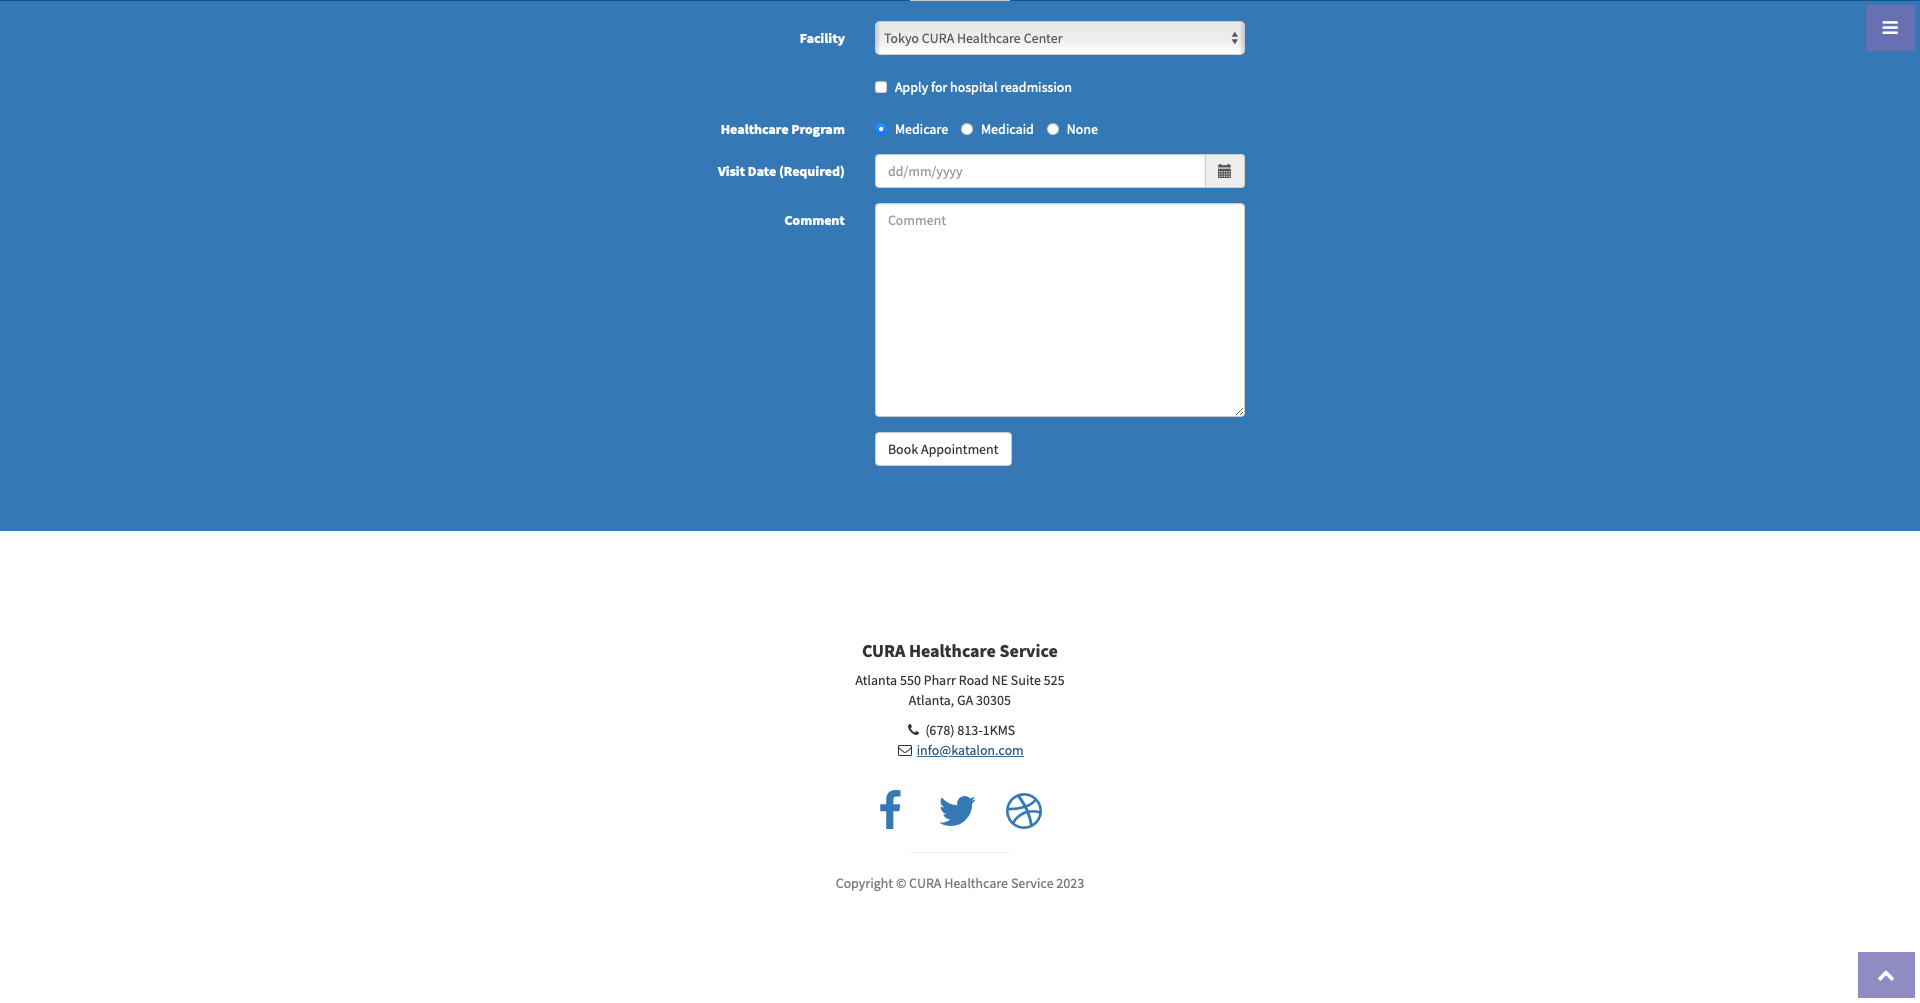 Facility
Tokyo CURA Healthcare Center
Apply for hospital readmission
Healthcare Program
Medicare Medicaid None
Visit Date (Required)
dd/mm/yyyy
Comment
Comment
Book Appointment
CURA Healthcare Service
Atlanta 550 Pharr Road NE Suite 525
Atlanta, GA 30305
(678) 813-1KMS
info@katalon.com
Copyright © CURA Healthcare Service 2023